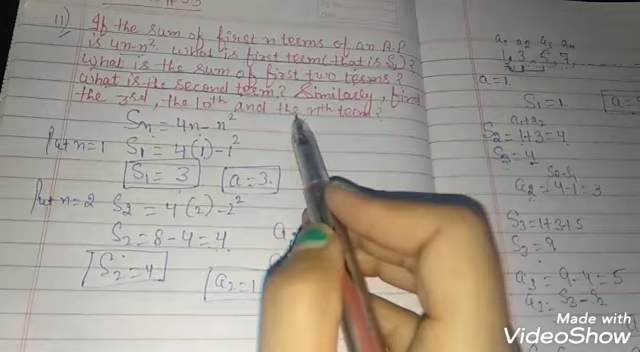 11) If the sum of first n terms of an A.P
is 4n-n². what is first term (that is S₁)?
what is the sum of first two terms?
what is the second term? Similarly, find
the 3rd, the 10th and the nth term?
Sn = 4n-n²
Put n=1 S₁ = 4(1)-1²
S₁ = 3 a=3.
Put n=2 S₂ = 4(2)-2²
S₂ = 8-4=4
S₂=4
a₂=1
a₁ a₂ a₃ a₄
1, 3, 5, 7,
a=1.
S₁=1.
a₁+a₂
S₂=1+3=4
S₂=4
S₂-S₁
a₂=4-1=3
S₃=1+3+5
S₃=9
a₃=9-4=5
a₃=S₃-S₂
Made with
VideoShow